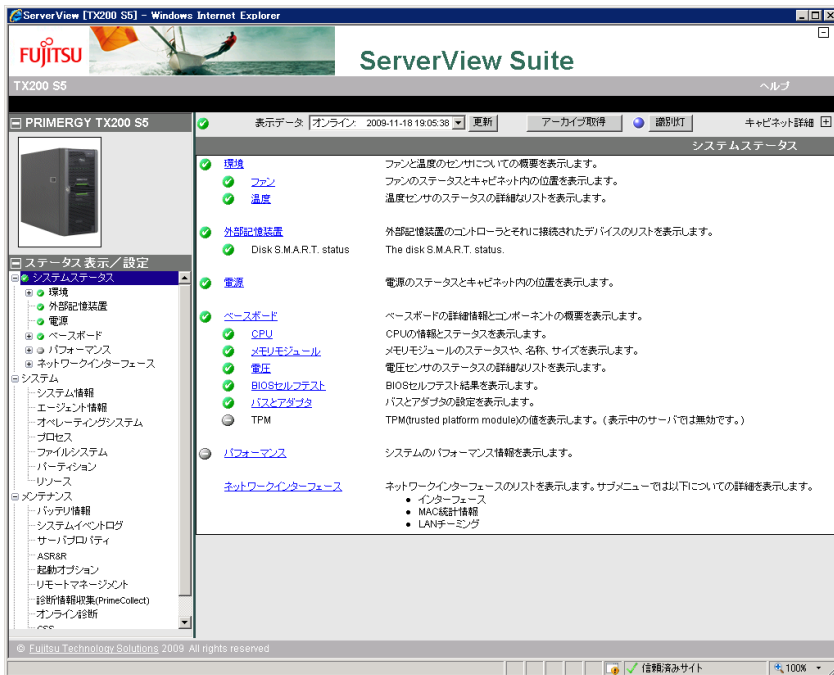 ServerView [TX200 S5] - Windows Internet Explorer
FUJITSU
ServerView Suite
TX200 S5
ヘルプ
PRIMERGY TX200 S5
表示データ: オンライン: 2009-11-18 19:05:38 更新 アーカイブ取得 識別灯 キャビネット詳細
システムステータス
環境 ファンと温度のセンサについての概要を表示します。
ファン ファンのステータスとキャビネット内の位置を表示します。
温度 温度センサのステータスの詳細なリストを表示します。
外部記憶装置 外部記憶装置のコントローラとそれに接続されたデバイスのリストを表示します。
Disk S.M.A.R.T. status The disk S.M.A.R.T. status.
電源 電源のステータスとキャビネット内の位置を表示します。
ベースボード ベースボードの詳細情報とコンポーネントの概要を表示します。
CPU CPUの情報とステータスを表示します。
メモリモジュール メモリモジュールのステータスや、名称、サイズを表示します。
電圧 電圧センサのステータスの詳細なリストを表示します。
BIOSセルフテスト BIOSセルフテスト結果を表示します。
バスとアダプタ バスとアダプタの設定を表示します。
TPM TPM(trusted platform module)の値を表示します。(表示中のサーバでは無効です。)
パフォーマンス システムのパフォーマンス情報を表示します。
ネットワークインターフェース ネットワークインターフェースのリストを表示します。サブメニューでは以下についての詳細を表示します。
• インターフェース
• MAC統計情報
• LANチーミング
ステータス表示/設定
システムステータス
環境
外部記憶装置
電源
ベースボード
パフォーマンス
ネットワークインターフェース
システム
システム情報
エージェント情報
オペレーティングシステム
プロセス
ファイルシステム
パーティション
リソース
メンテナンス
バッテリ情報
システムイベントログ
サーバプロパティ
ASR&R
起動オプション
リモートマネージメント
診断情報収集(PrimeCollect)
オンライン診断
CSS
© Fujitsu Technology Solutions 2009 All rights reserved
信頼済みサイト
100%